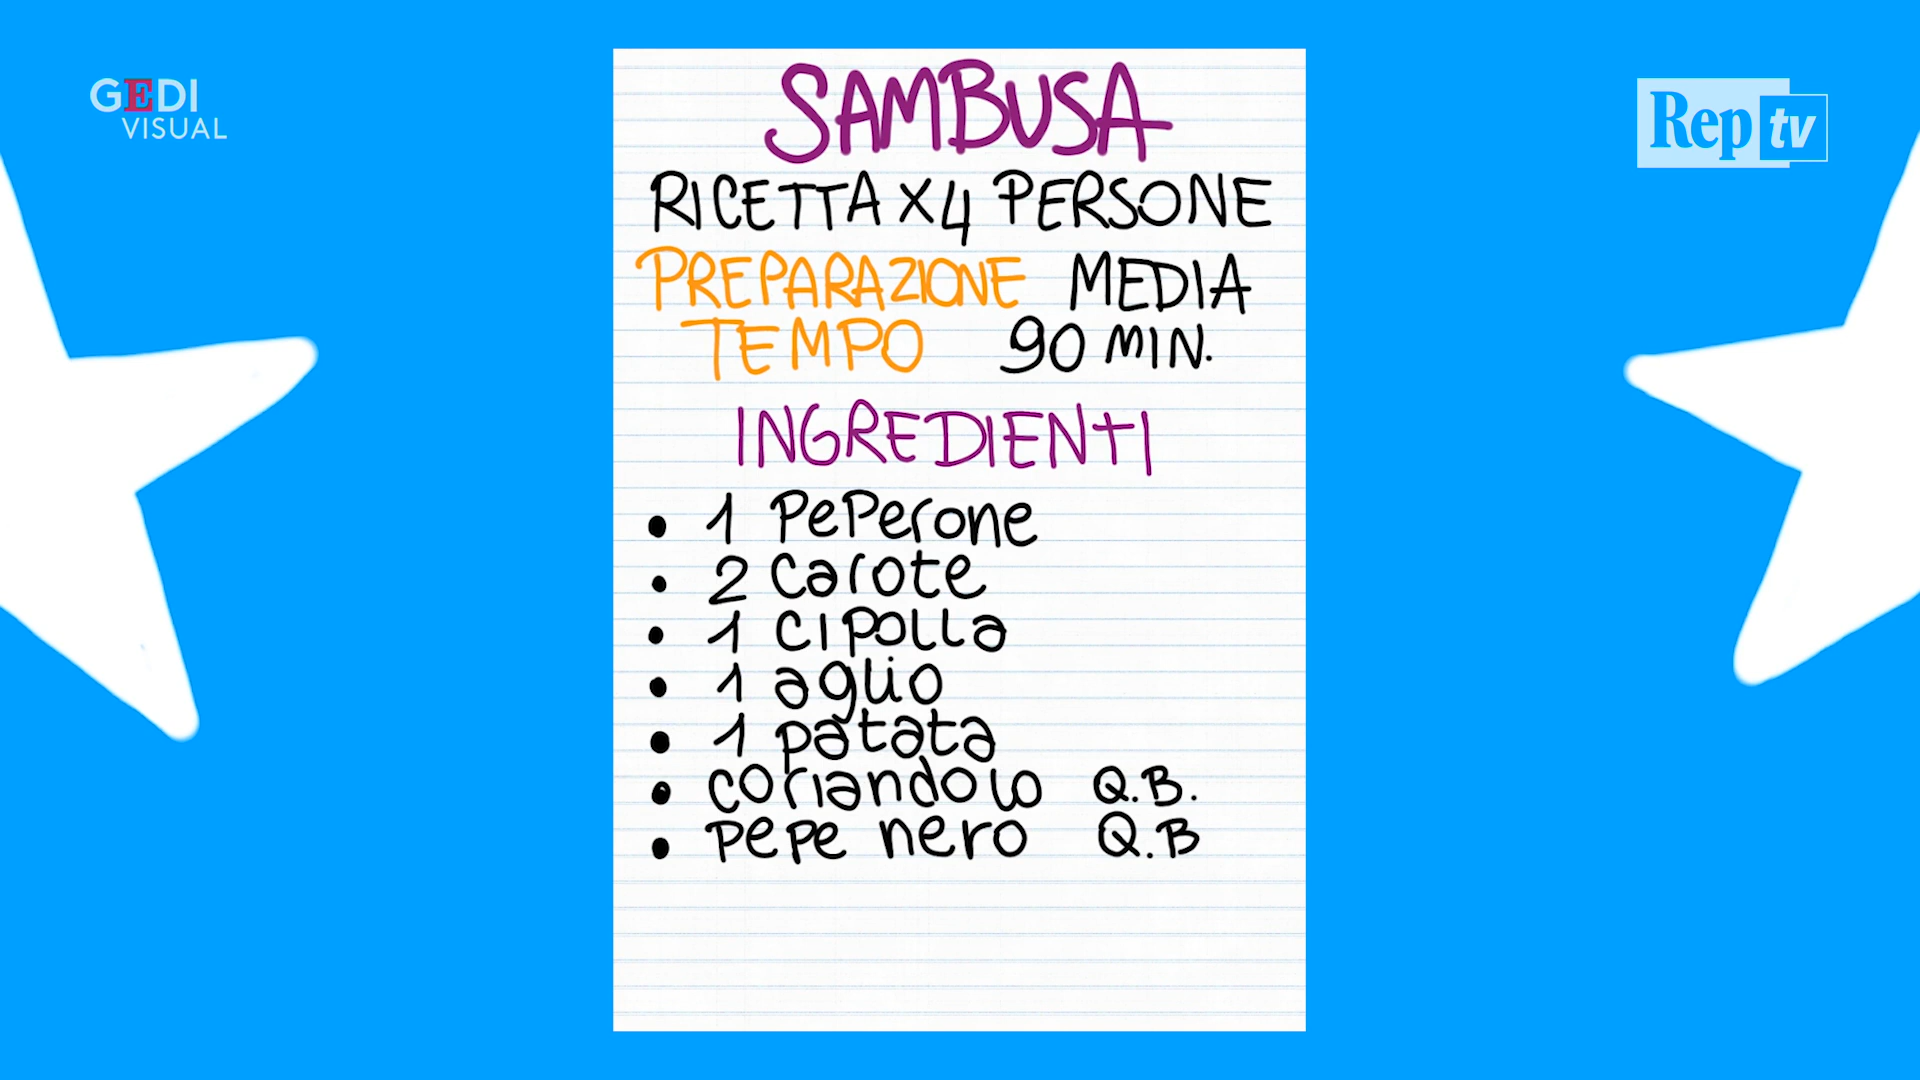 GEDI
VISUAL
Rep tv
SAMBUSA
RICETTA X4 PERSONE
PREPARAZIONE MEDIA
TEMPO 90 MIN.
INGREDIENTI
• 1 PePerone
• 2 carote
• 1 cipolla
• 1 aglio
• 1 patata
• coriandolo Q.B.
• pepe nero Q.B